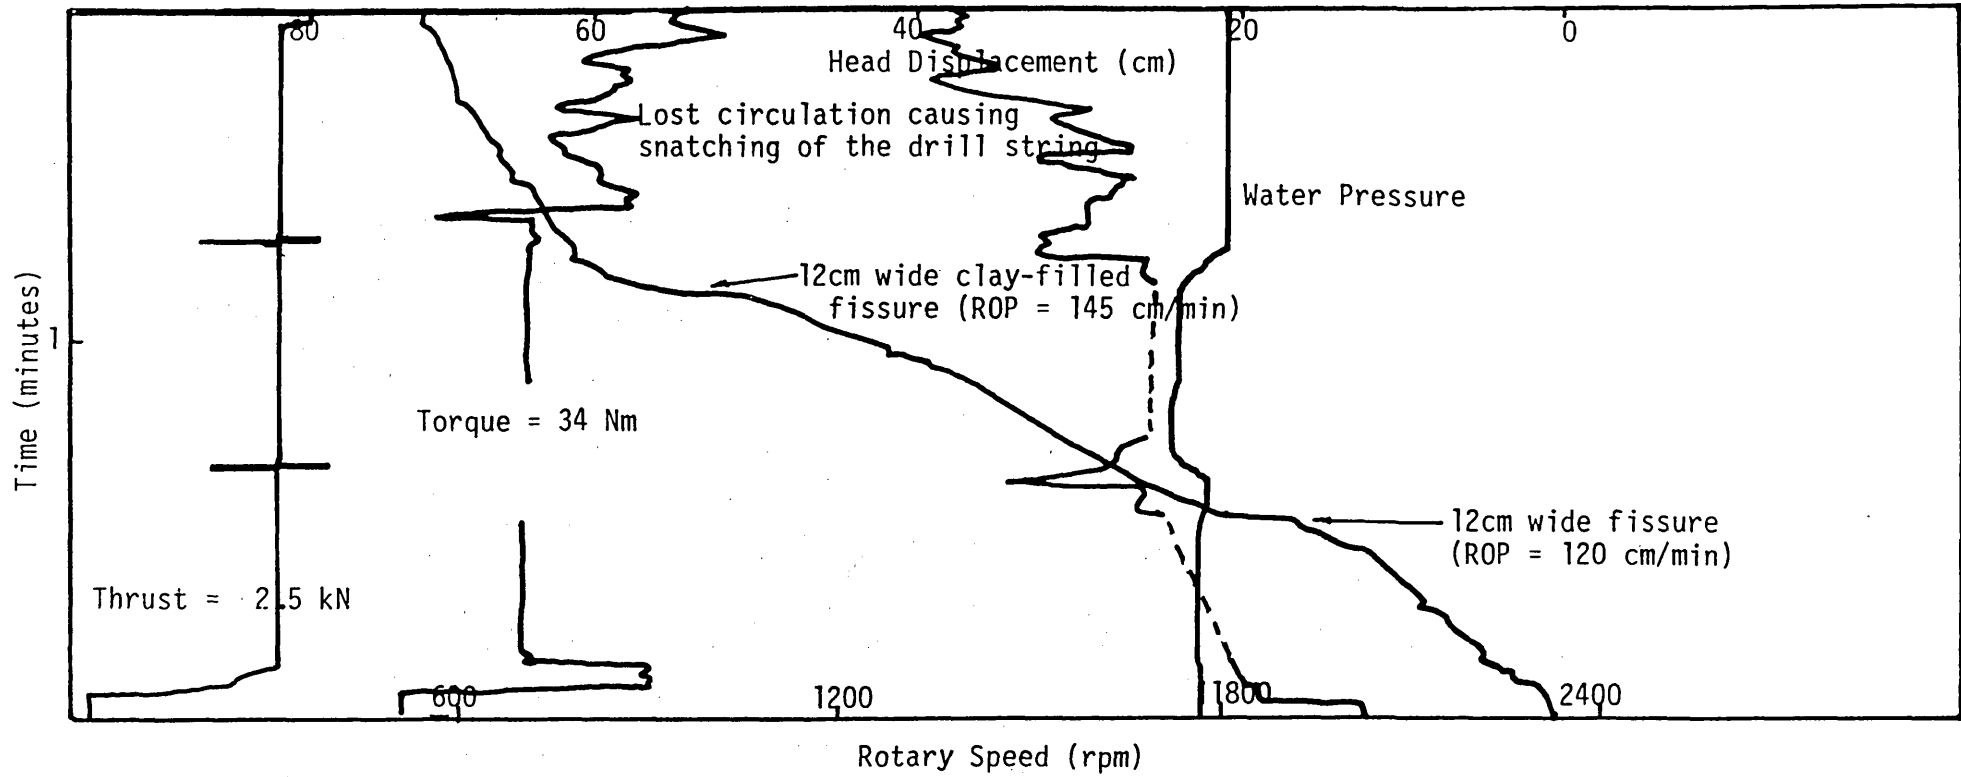 80 60 40 20 0
Head Displacement (cm)
Lost circulation causing
snatching of the drill string
Water Pressure
12cm wide clay-filled
fissure (ROP = 145 cm/min)
Time (minutes)
1
Torque = 34 Nm
12cm wide fissure
(ROP = 120 cm/min)
Thrust = 2.5 kN
600 1200 1800 2400
Rotary Speed (rpm)